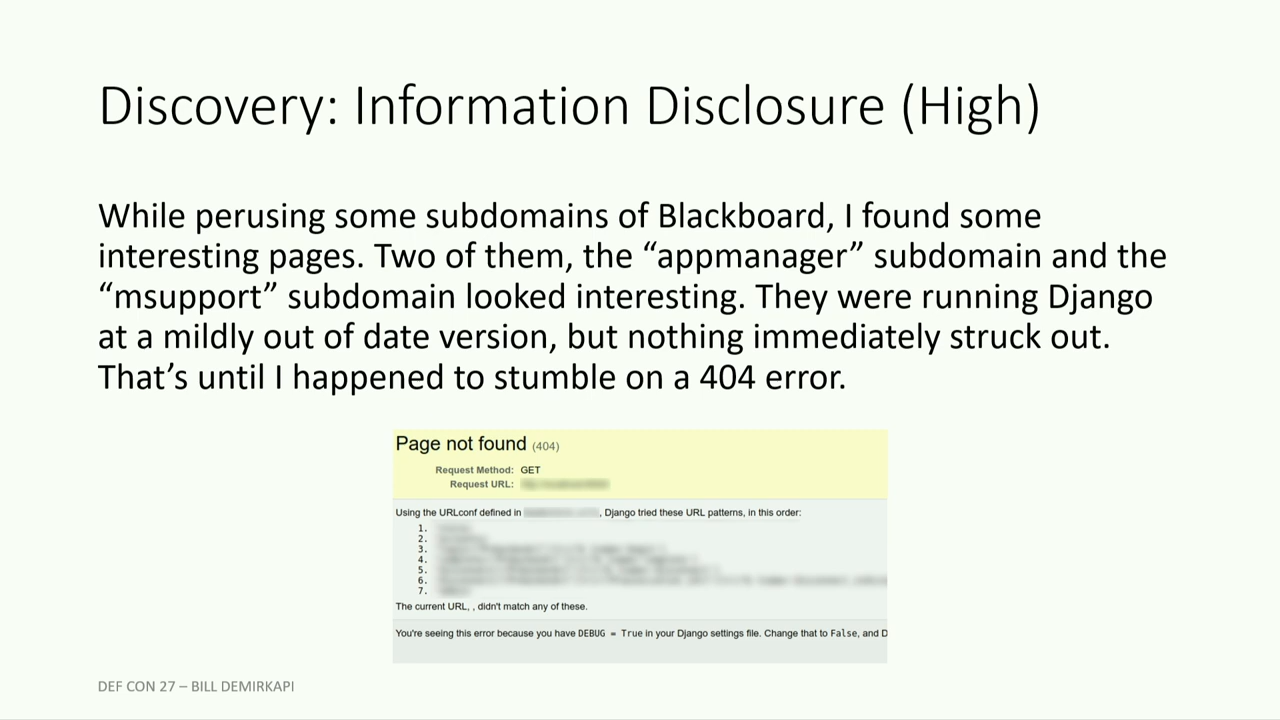 Discovery: Information Disclosure (High)
While perusing some subdomains of Blackboard, I found some
interesting pages. Two of them, the “appmanager” subdomain and the
“msupport” subdomain looked interesting. They were running Django
at a mildly out of date version, but nothing immediately struck out.
That’s until I happened to stumble on a 404 error.
Page not found (404)
Request Method: GET
Request URL:
Using the URLconf defined in , Django tried these URL patterns, in this order:
1.
2.
3.
4.
5.
6.
7.
The current URL, , didn't match any of these.
You're seeing this error because you have DEBUG = True in your Django settings file. Change that to False, and D
DEF CON 27 – BILL DEMIRKAPI